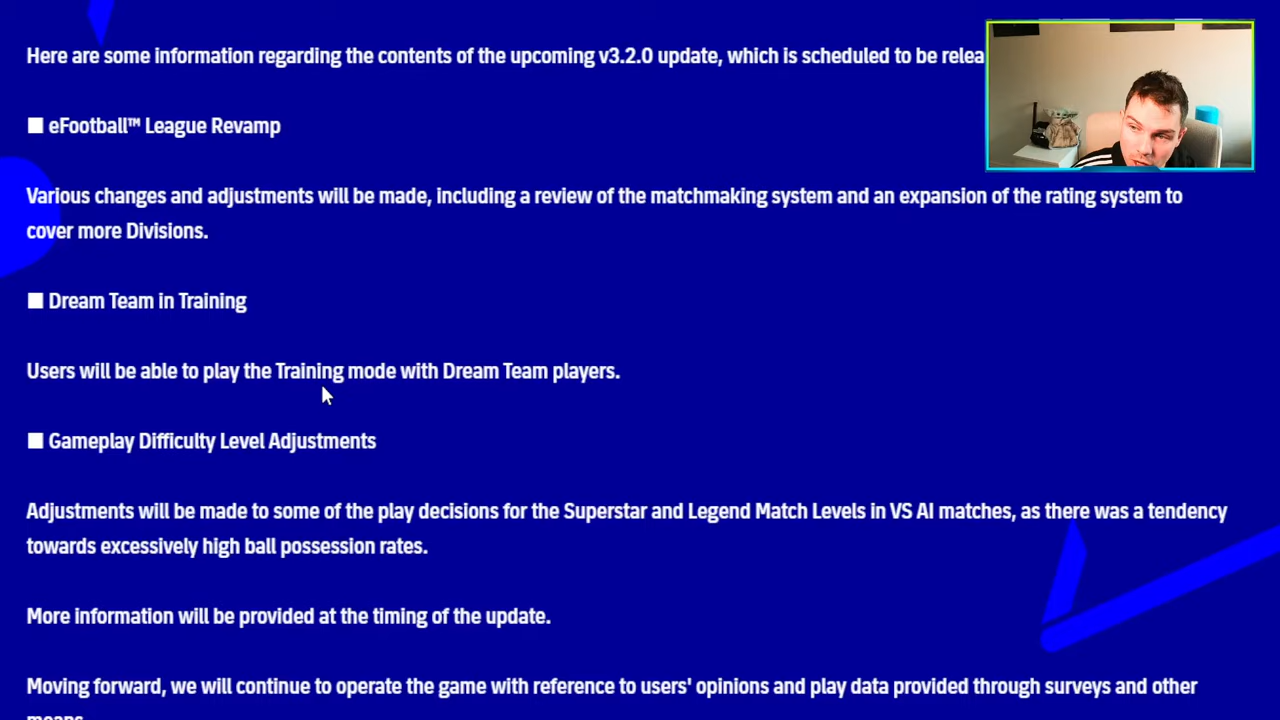 Here are some information regarding the contents of the upcoming v3.2.0 update, which is scheduled to be
■ eFootball™ League Revamp
Various changes and adjustments will be made, including a review of the matchmaking system and an expansion of the rating system to
cover more Divisions.
■ Dream Team in Training
Users will be able to play the Training mode with Dream Team players.
■ Gameplay Difficulty Level Adjustments
Adjustments will be made to some of the play decisions for the Superstar and Legend Match Levels in VS AI matches, as there was a tendency
towards excessively high ball possession rates.
More information will be provided at the timing of the update.
Moving forward, we will continue to operate the game with reference to users' opinions and play data provided through surveys and other
means.